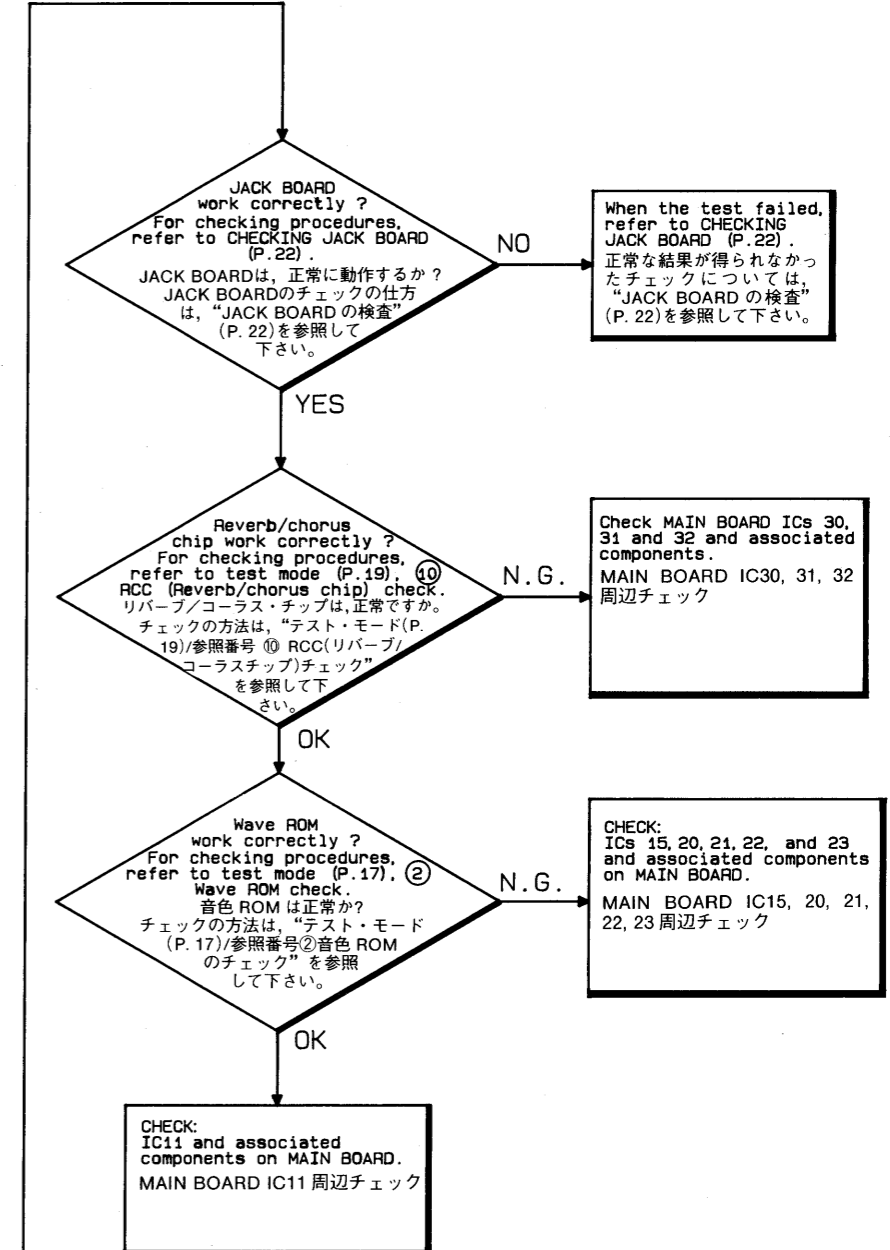 JACK BOARD
work correctly ?
For checking procedures,
refer to CHECKING JACK BOARD
(P.22).
JACK BOARDは，正常に動作するか？
JACK BOARDのチェックの仕方
は，“JACK BOARD の検査”
(P. 22)を参照して
下さい。
NO
When the test failed,
refer to CHECKING
JACK BOARD (P.22).
正常な結果が得られなかっ
たチェックについては，
“JACK BOARD の検査”
(P. 22)を参照して下さい。
YES
Reverb/chorus
chip work correctly ?
For checking procedures,
refer to test mode (P.19), ⑩
RCC (Reverb/chorus chip) check.
リバーブ／コーラス・チップは，正常ですか。
チェックの方法は，“テスト・モード(P.
19)/参照番号 ⑩ RCC(リバーブ/
コーラスチップ)チェック”
を参照して下
さい。
N.G.
Check MAIN BOARD ICs 30,
31 and 32 and associated
components.
MAIN BOARD IC30, 31, 32
周辺チェック
OK
Wave ROM
work correctly ?
For checking procedures,
refer to test mode (P.17), ②
Wave ROM check.
音色 ROM は正常か?
チェックの方法は，“テスト・モード
(P. 17)/参照番号②音色 ROM
のチェック” を参照
して下さい。
N.G.
CHECK:
ICs 15, 20, 21, 22, and 23
and associated components
on MAIN BOARD.
MAIN BOARD IC15, 20, 21,
22, 23 周辺チェック
OK
CHECK:
IC11 and associated
components on MAIN BOARD.
MAIN BOARD IC11 周辺チェック